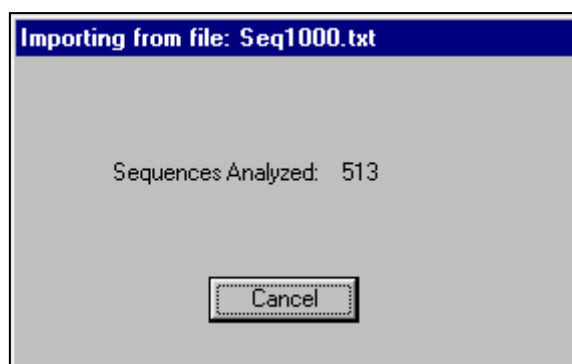 Importing from file: Seq1000.txt
Sequences Analyzed: 513
Cancel